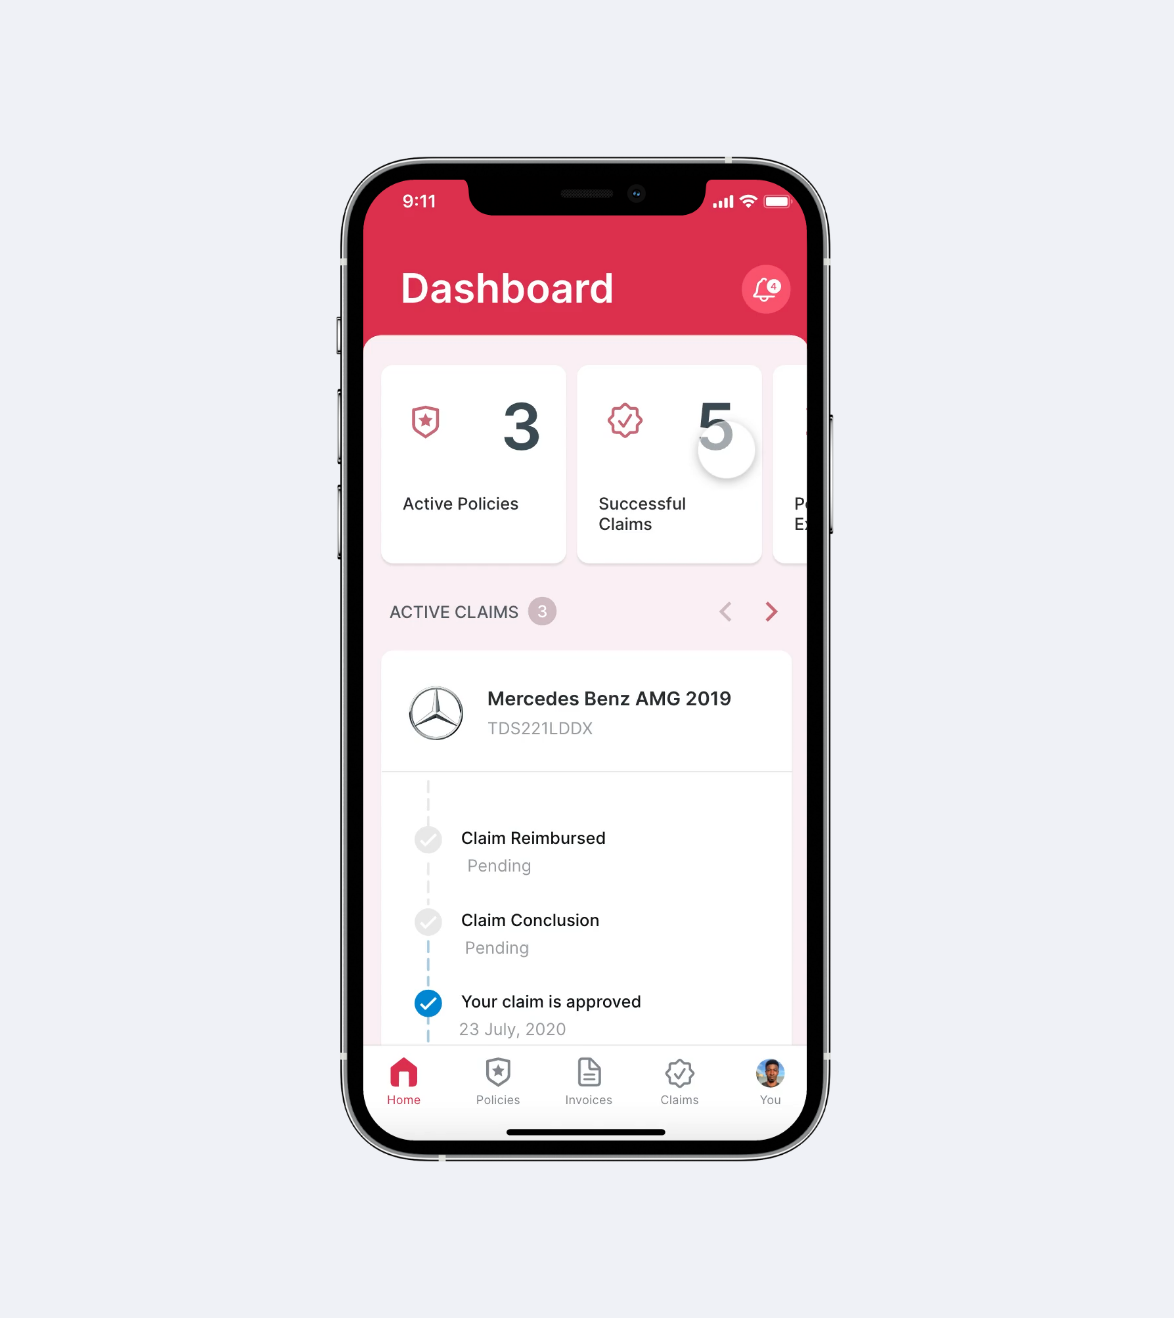 9:11
Dashboard
4
3
5
Active Policies
Successful
Claims
ACTIVE CLAIMS 3
Mercedes Benz AMG 2019
TDS221LDDX
Claim Reimbursed
Pending
Claim Conclusion
Pending
Your claim is approved
23 July, 2020
Home
Policies
Invoices
Claims
You